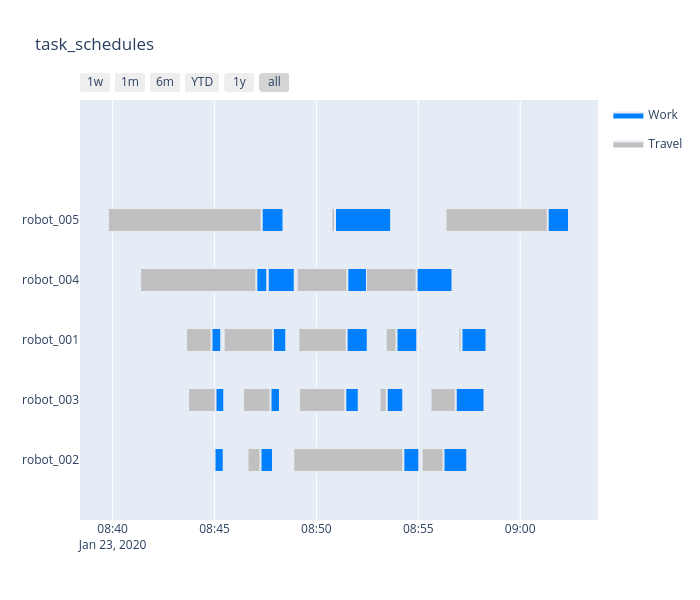 task_schedules
1w 1m 6m YTD 1y all
Work
Travel
robot_005
robot_004
robot_001
robot_003
robot_002
08:40 08:45 08:50 08:55 09:00
Jan 23, 2020